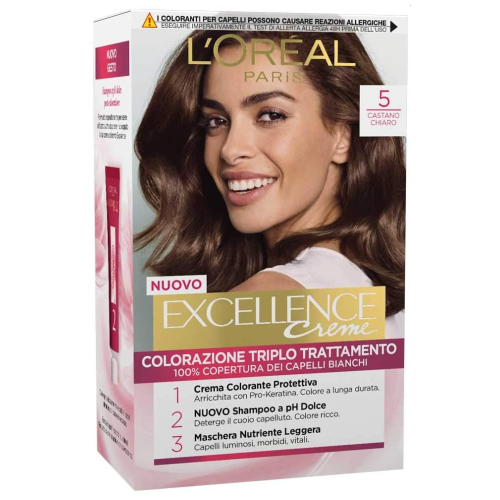 I COLORANTI PER CAPELLI POSSONO CAUSARE REAZIONI ALLERGICHE
ESEGUIRE IMPERATIVAMENTE IL TEST DI ALLERTA ALLERGIA 48H PRIMA DELL'USO
L'ORÉAL
PARIS
5
CASTANO
CHIARO
NUOVO
EXCELLENCE
Creme
COLORAZIONE TRIPLO TRATTAMENTO
100% COPERTURA DEI CAPELLI BIANCHI
1 Crema Colorante Protettiva
Arricchita con Pro-Keratina. Colore a lunga durata.
2 NUOVO Shampoo a pH Dolce
Deterge il cuoio capelluto. Colore ricco.
3 Maschera Nutriente Leggera
Capelli luminosi, morbidi, vitali.
NUOVO
GESTO
2